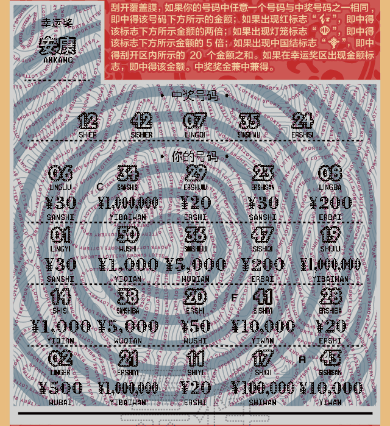 刮开覆盖膜，如果你的号码中任意一个号码与中奖号码之一相同，
即中得该号码下方所示的金额；如果出现红标志“ ”，即中得
该标志下方所示金额的两倍；如果出现灯笼标志“ ”，即中得
该标志下方所示金额的5倍；如果出现中国结标志“ ”，即中
得刮开区内所示的 20 个金额之和。如果在幸运奖区出现金额标
志，即中得该金额。中奖奖金兼中兼得。
幸运奖
安康
ANKANG
中奖号码
12 42 07 35 24
SHIER SISHIER LINGQI SANSHIWU ERSHISI
你的号码
06 34 29 23 08
LINGLIU C SANSHISI ERSHIJIU ERSHISAN LINGBA
¥30 ¥1,000,000 ¥20 ¥30 ¥200
SANSHI YIBAIWAN ERSHI SANSHI ERBAI
01 50 36 47 19
LINGYI WUSHI SANSHILIU SISHIQI SHIJIU
¥30 ¥1,000 ¥5,000 ¥200 ¥1,000,000
SANSHI YIQIAN WUQIAN ERBAI YIBAIWAN
14 38 20 E 41 28
SHISI SANSHIBA ERSHI SISHIYI ERSHIBA
¥1,000 ¥5,000 ¥50 ¥10,000 ¥20
YIQIAN WUQIAN WUSHI YIWAN ERSHI
02 21 11 17 A 43
LINGER ERSHIYI SHIYI SHIQI SISHISAN
¥500 ¥1,000,000 ¥20 ¥100,000 ¥10,000
WUBAI YIBAIWAN ERSHI SHIWAN YIWAN